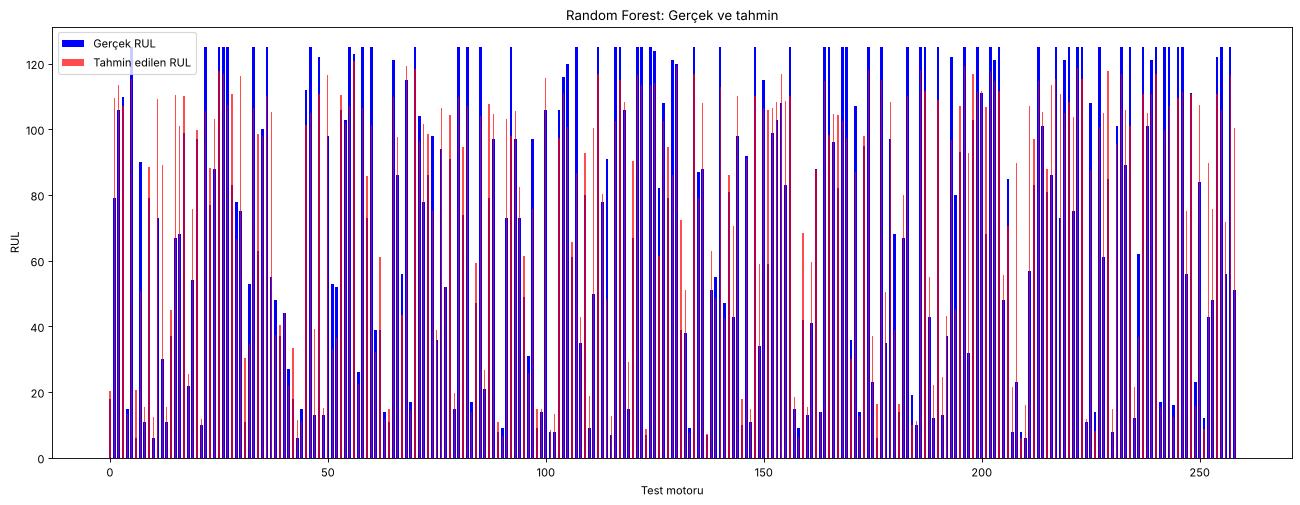 Random Forest: Gerçek ve tahmin
Gerçek RUL
Tahmin edilen RUL
RUL
120
100
80
60
40
20
0
0 50 100 150 200 250
Test motoru